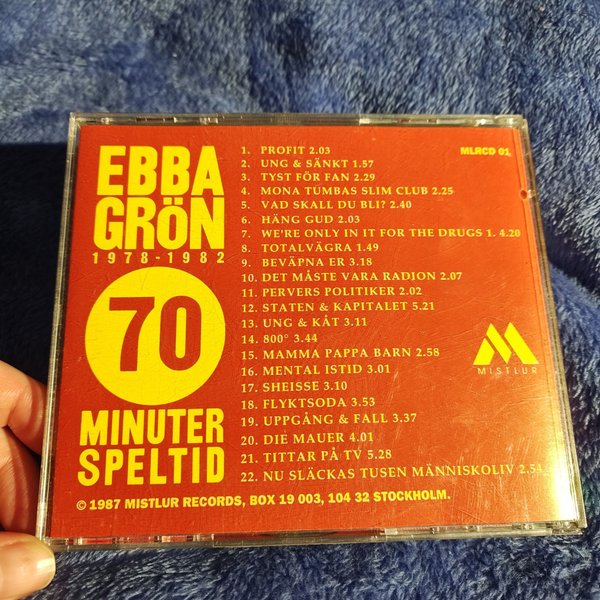 EBBA
GRÖN
1978-1982
70
MINUTER
SPELTID
MLRCD 01
1. PROFIT 2.03
2. UNG & SÄNKT 1.57
3. TYST FÖR FAN 2.29
4. MONA TUMBAS SLIM CLUB 2.25
5. VAD SKALL DU BLI? 2.40
6. HÄNG GUD 2.03
7. WE'RE ONLY IN IT FOR THE DRUGS 1. 4.20
8. TOTALVÄGRA 1.49
9. BEVÄPNA ER 3.18
10. DET MÅSTE VARA RADION 2.07
11. PERVERS POLITIKER 2.02
12. STATEN & KAPITALET 5.21
13. UNG & KÅT 3.11
14. 800° 3.44
15. MAMMA PAPPA BARN 2.58
16. MENTAL ISTID 3.01
17. SHEISSE 3.10
18. FLYKTSODA 3.53
19. UPPGÅNG & FALL 3.37
20. DIE MAUER 4.01
21. TITTAR PÅ TV 5.28
22. NU SLÄCKAS TUSEN MÄNNISKOLIV 2.54
MISTLUR
© 1987 MISTLUR RECORDS, BOX 19 003, 104 32 STOCKHOLM.